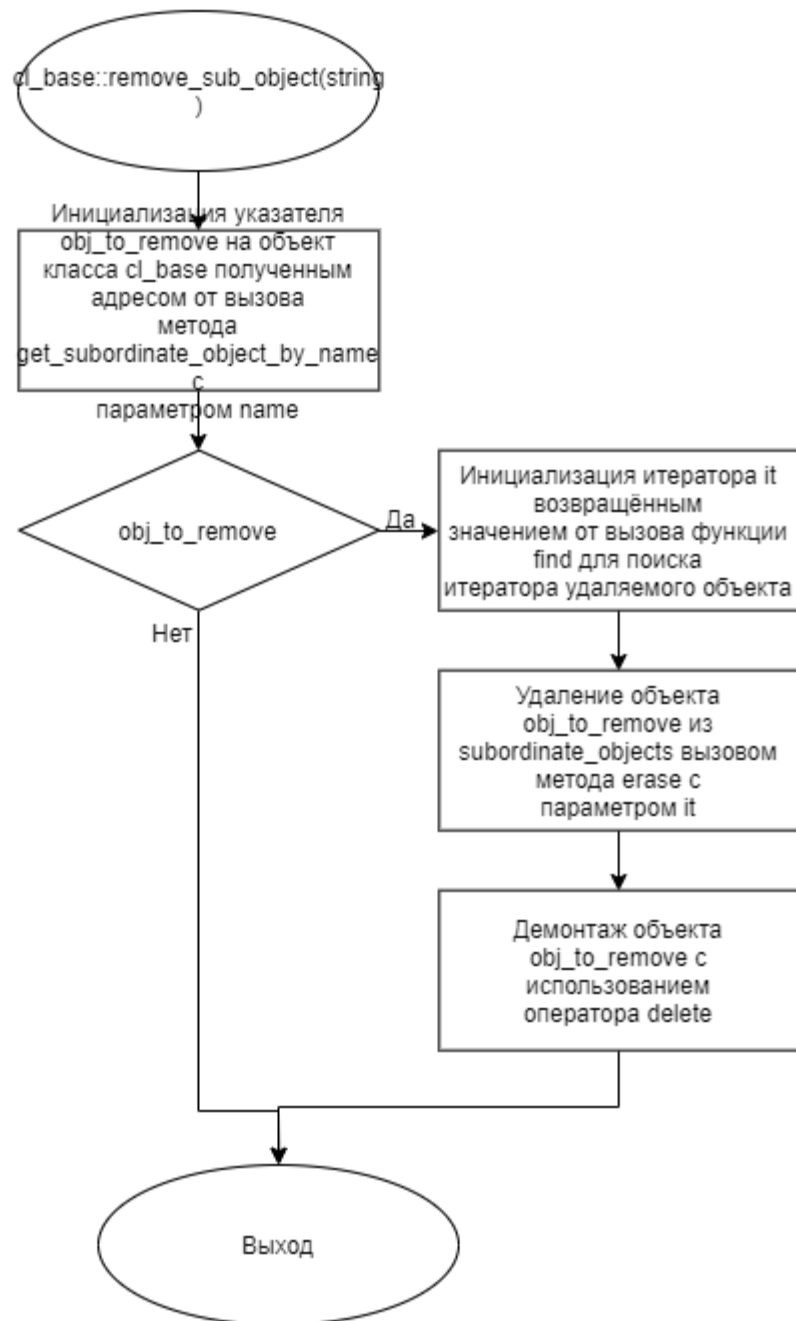 cl_base::remove_sub_object(string
)
Инициализация указателя
obj_to_remove на объект
класса cl_base полученным
адресом от вызова
метода
get_subordinate_object_by_name
с
параметром name
obj_to_remove
Да
Инициализация итератора it
возвращённым
значением от вызова функции
find для поиска
итератора удаляемого объекта
Нет
Удаление объекта
obj_to_remove из
subordinate_objects вызовом
метода erase с
параметром it
Демонтаж объекта
obj_to_remove с
использованием
оператора delete
Выход